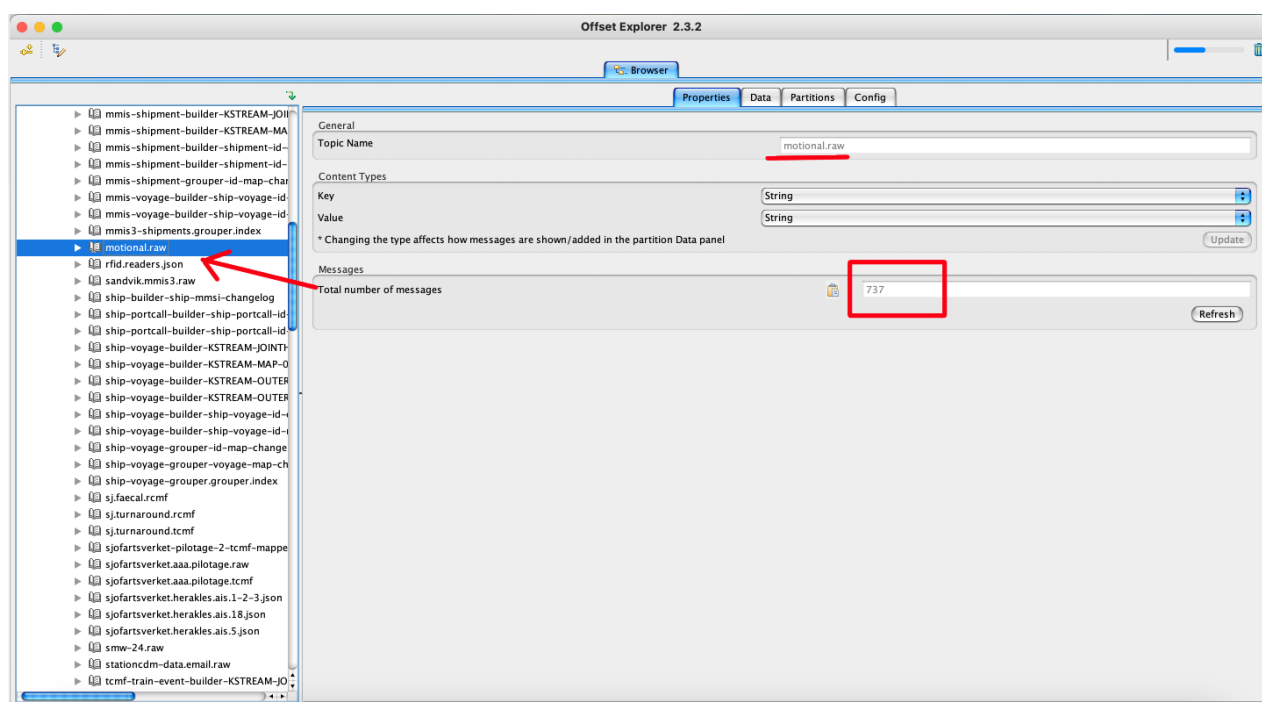 Offset Explorer 2.3.2
Browser
Properties Data Partitions Config
mmis-shipment-builder-KSTREAM-JOI
mmis-shipment-builder-KSTREAM-MA
mmis-shipment-builder-shipment-id-
mmis-shipment-builder-shipment-id-
mmis-shipment-grouper-id-map-char
mmis-voyage-builder-ship-voyage-id
mmis-voyage-builder-ship-voyage-id
mmis3-shipments.grouper.index
motional.raw
rfid.readers.json
sandvik.mmis3.raw
ship-builder-ship-mmsi-changelog
ship-portcall-builder-ship-portcall-id
ship-portcall-builder-ship-portcall-id
ship-voyage-builder-KSTREAM-JOINTH
ship-voyage-builder-KSTREAM-MAP-0
ship-voyage-builder-KSTREAM-OUTER
ship-voyage-builder-KSTREAM-OUTER
ship-voyage-builder-ship-voyage-id-
ship-voyage-builder-ship-voyage-id-
ship-voyage-grouper-id-map-change
ship-voyage-grouper-voyage-map-ch
ship-voyage-grouper.grouper.index
sj.faecal.rcmf
sj.turnaround.rcmf
sj.turnaround.tcmf
sjofartsverket-pilotage-2-tcmf-mappe
sjofartsverket.aaa.pilotage.raw
sjofartsverket.aaa.pilotage.tcmf
sjofartsverket.herakles.ais.1-2-3.json
sjofartsverket.herakles.ais.18.json
sjofartsverket.herakles.ais.5.json
smw-24.raw
stationcdm-data.email.raw
tcmf-train-event-builder-KSTREAM-JO
General
Topic Name motional.raw
Content Types
Key String
Value String
* Changing the type affects how messages are shown/added in the partition Data panel Update
Messages
Total number of messages 737
Refresh